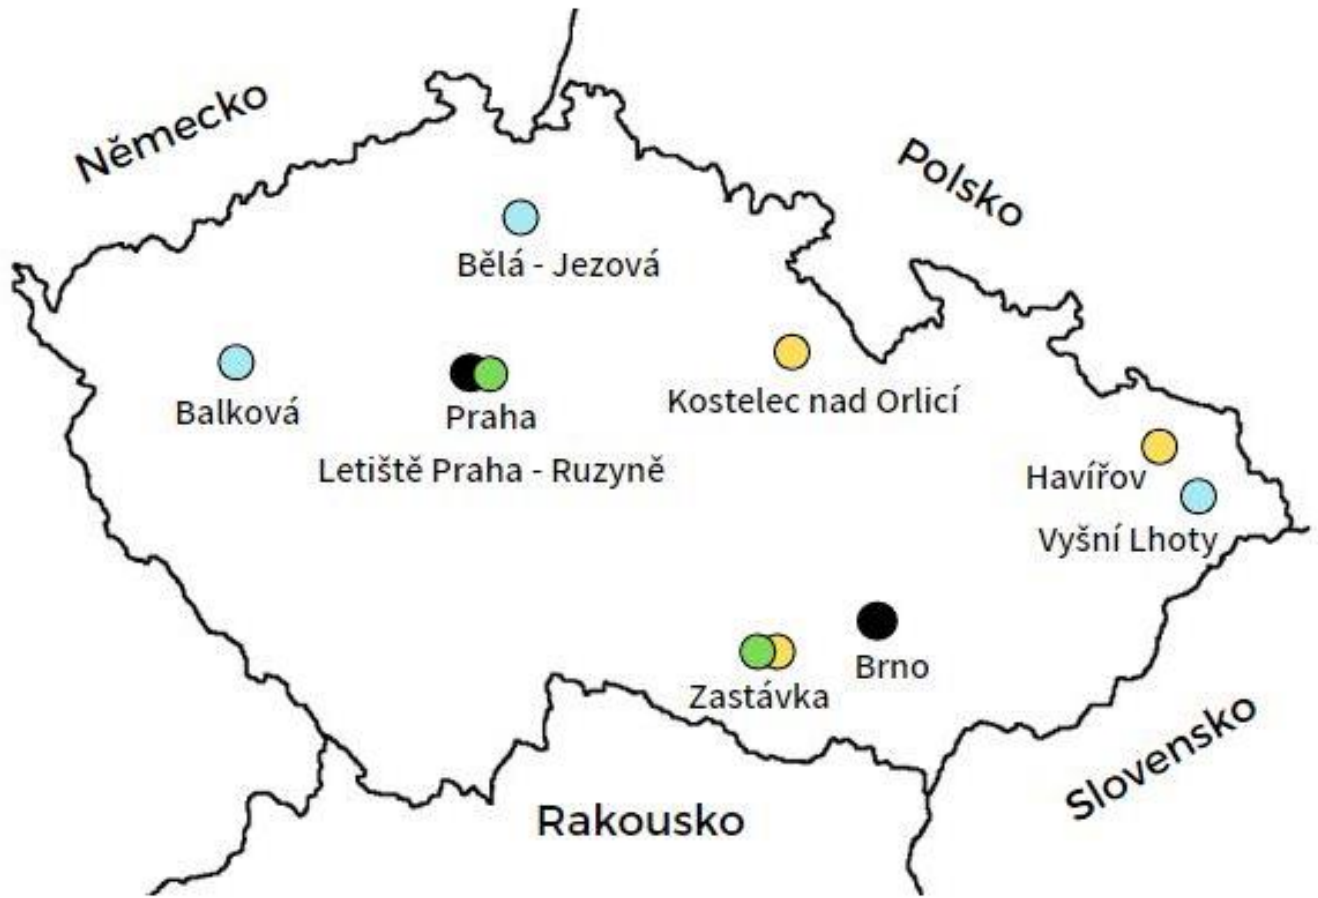 Německo
Polsko
Bělá - Jezová
Balková
Praha
Letiště Praha - Ruzyně
Kostelec nad Orlicí
Havířov
Vyšní Lhoty
Brno
Zastávka
Slovensko
Rakousko